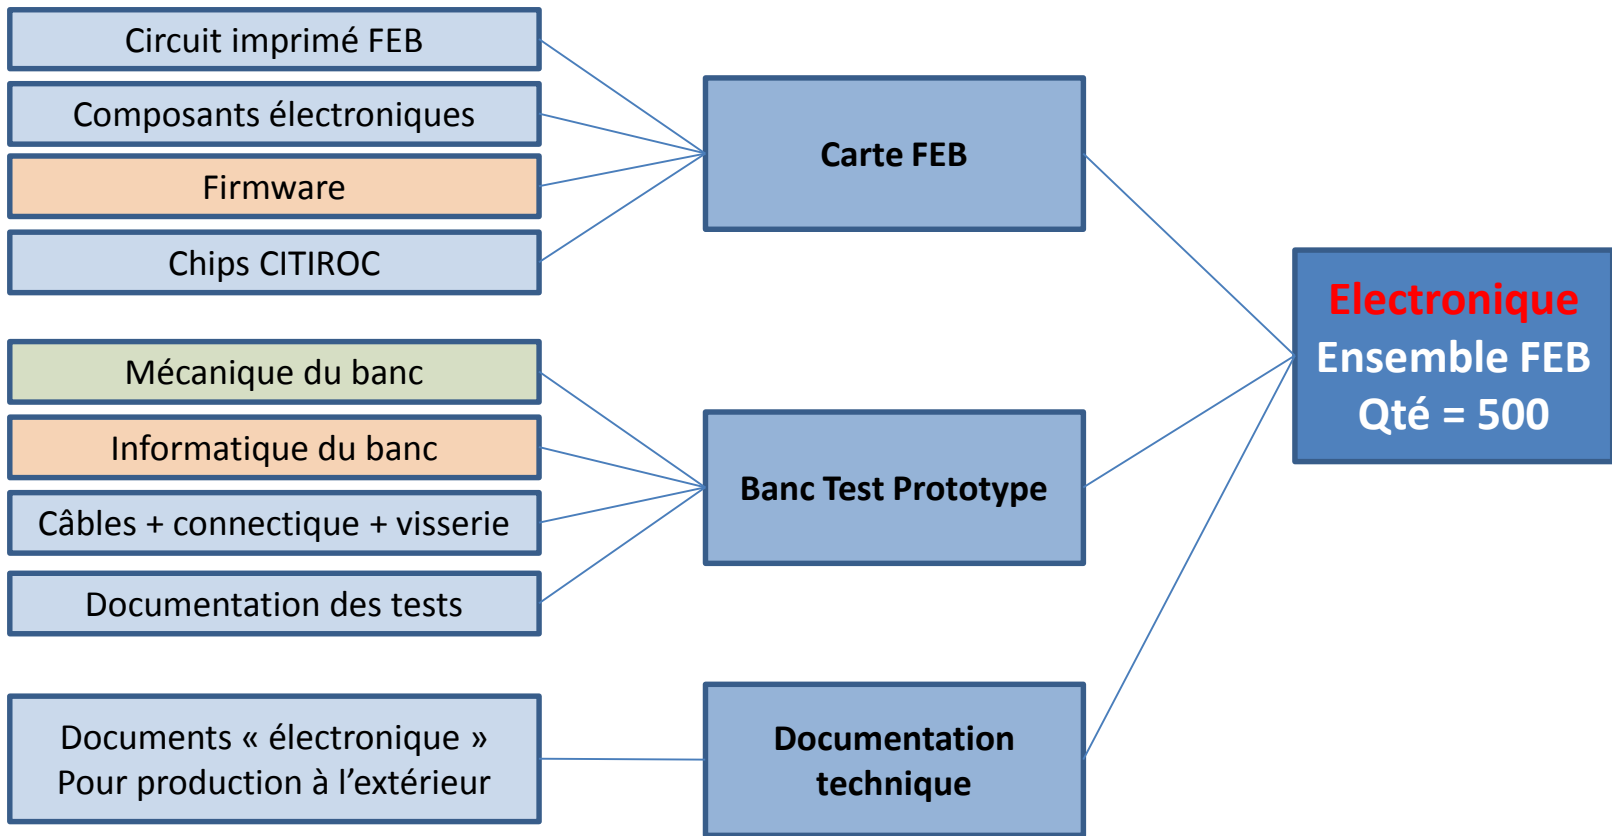 Circuit imprimé FEB
Composants électroniques
Firmware
Chips CITIROC
Mécanique du banc
Informatique du banc
Câbles + connectique + visserie
Documentation des tests
Documents « électronique »
Pour production à l’extérieur
Carte FEB
Banc Test Prototype
Documentation
technique
Electronique
Ensemble FEB
Qté = 500